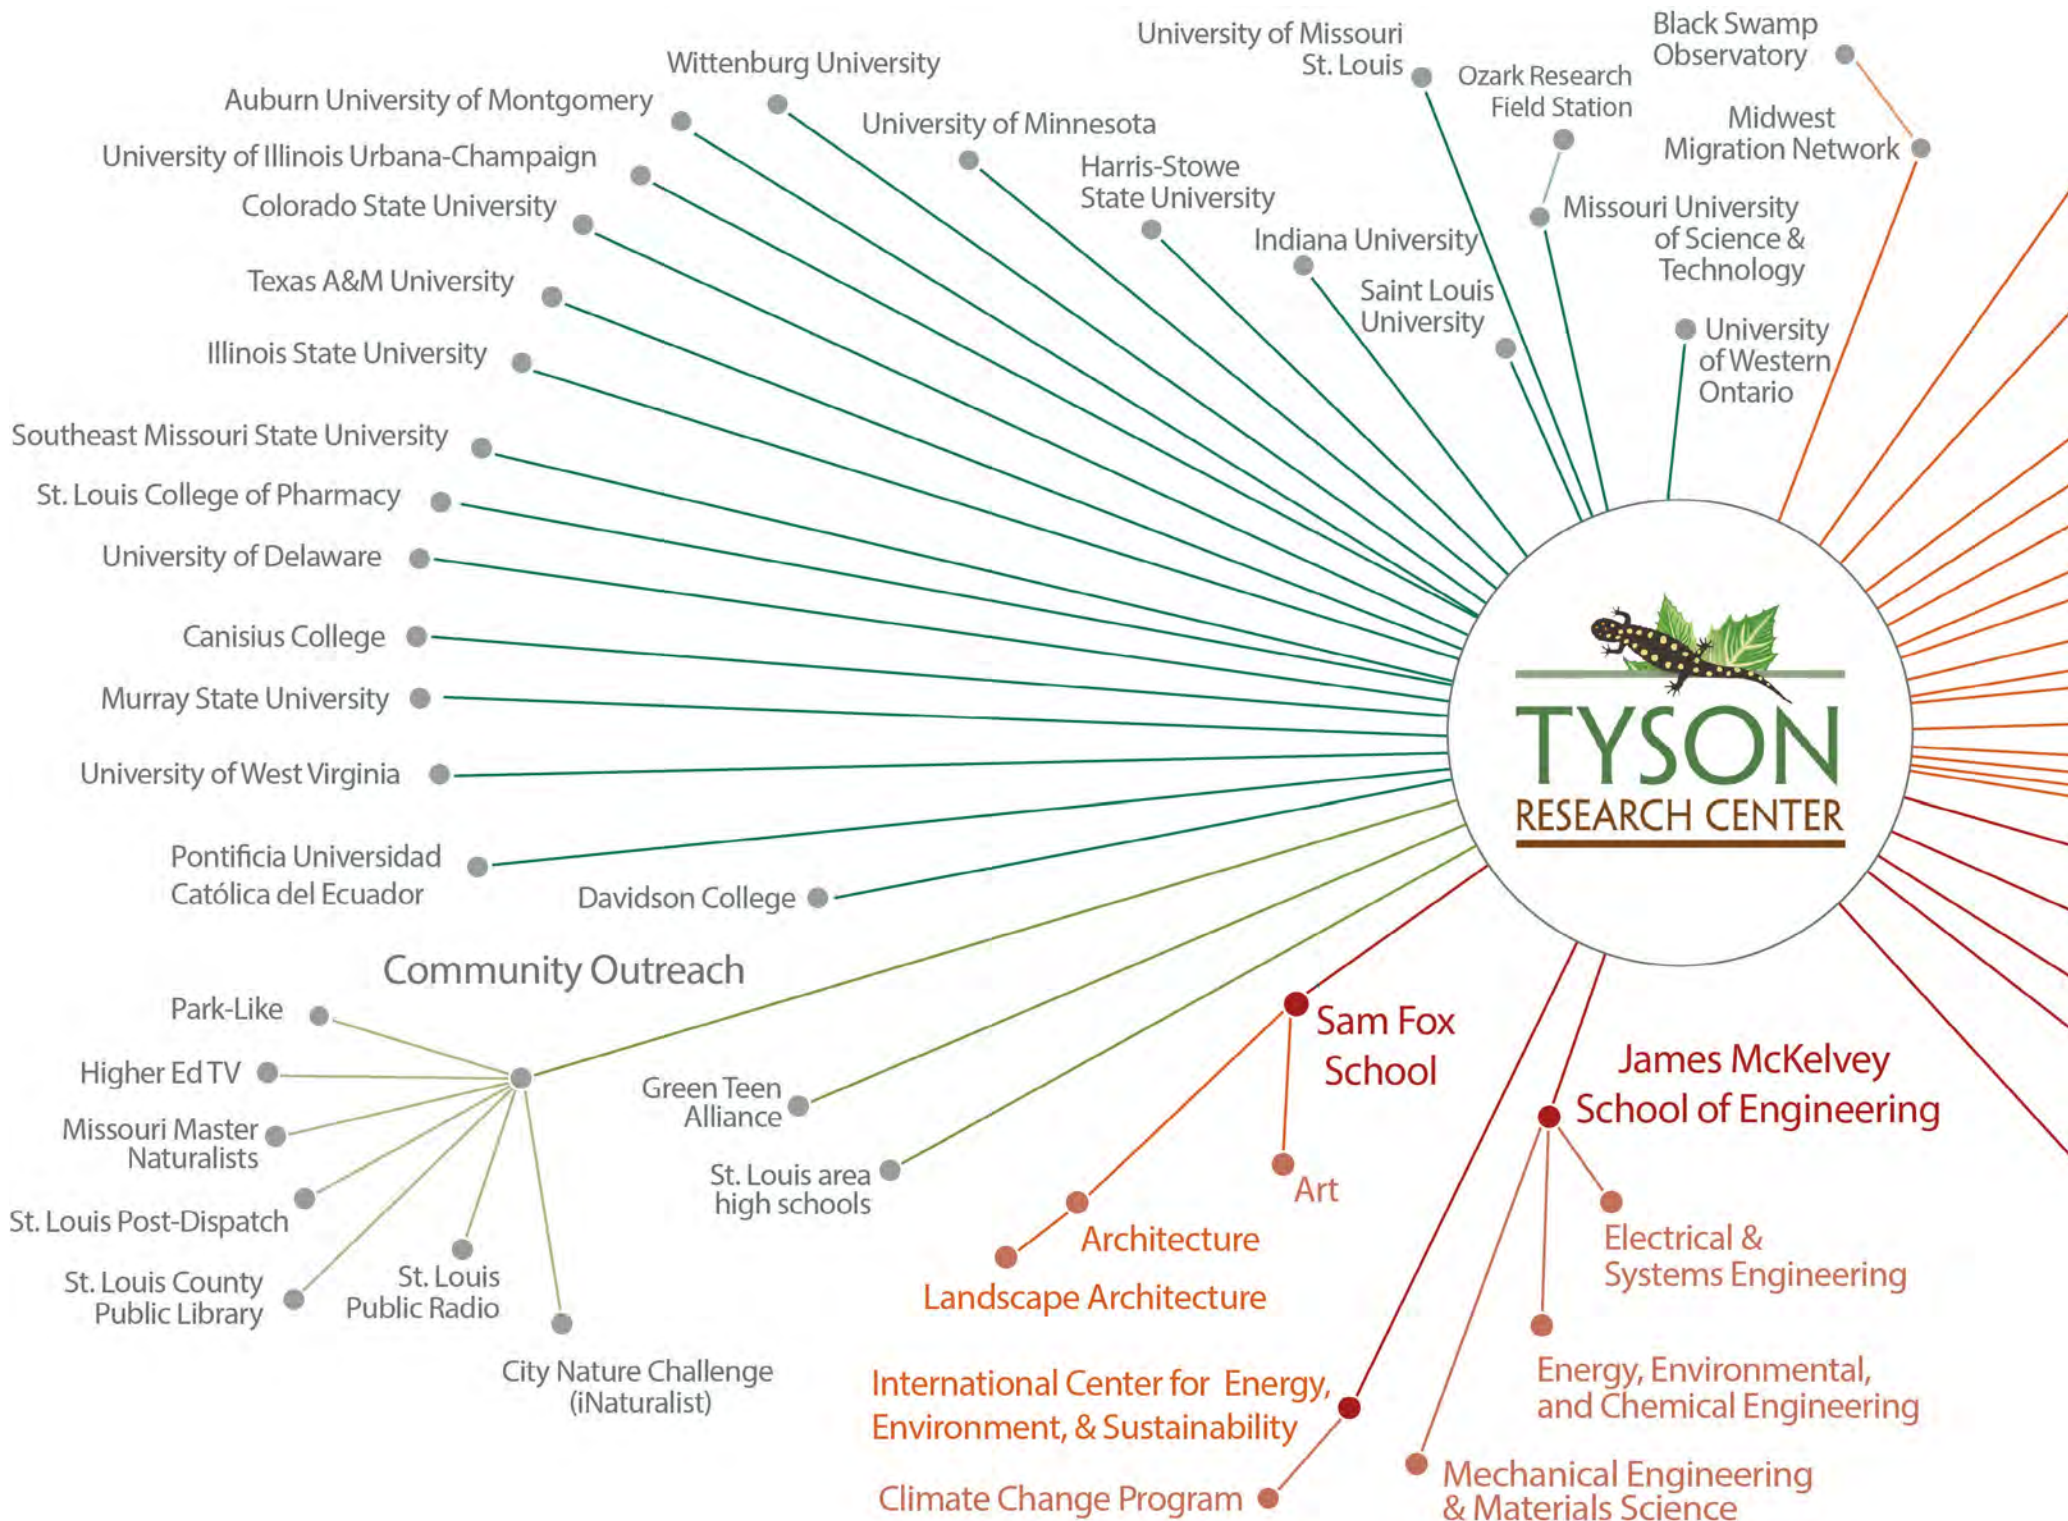 University of Missouri
St. Louis
Black Swamp
Observatory
Wittenburg University
Ozark Research
Field Station
Auburn University of Montgomery
University of Minnesota
Midwest
Migration Network
University of Illinois Urbana-Champaign
Harris-Stowe
State University
Colorado State University
Missouri University
of Science &
Technology
Indiana University
Texas A&M University
Saint Louis
University
University
of Western
Ontario
Illinois State University
Southeast Missouri State University
St. Louis College of Pharmacy
University of Delaware
Canisius College
Murray State University
TYSON
RESEARCH CENTER
University of West Virginia
Pontificia Universidad
Católica del Ecuador
Davidson College
Community Outreach
Park-Like
Higher Ed TV
Missouri Master
Naturalists
St. Louis Post-Dispatch
St. Louis County
Public Library
St. Louis
Public Radio
City Nature Challenge
(iNaturalist)
Green Teen
Alliance
St. Louis area
high schools
Sam Fox
School
Art
Architecture
Landscape Architecture
James McKelvey
School of Engineering
Electrical &
Systems Engineering
Energy, Environmental,
and Chemical Engineering
Mechanical Engineering
& Materials Science
International Center for Energy,
Environment, & Sustainability
Climate Change Program